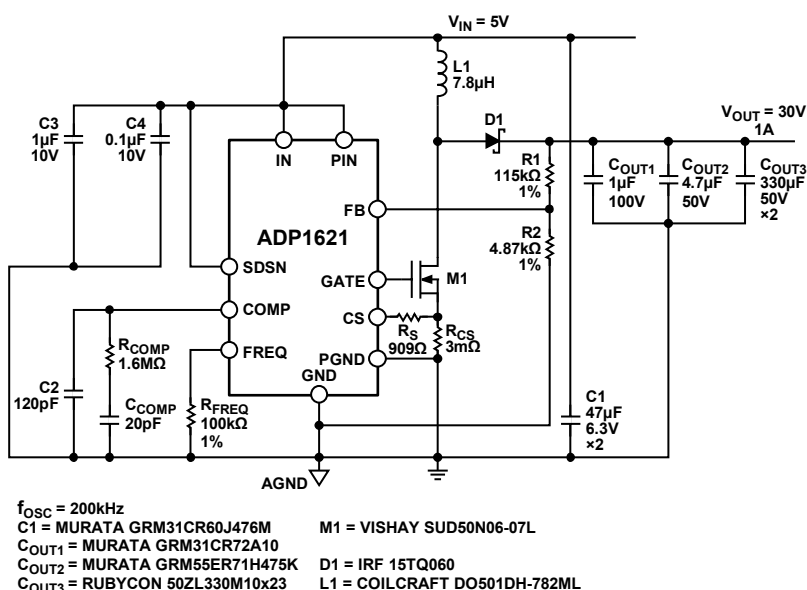 V_IN = 5V
L1
7.8µH
C3
1µF
10V
C4
0.1µF
10V
D1
V_OUT = 30V
1A
IN
PIN
R1
115kΩ
1%
C_OUT1
1µF
100V
C_OUT2
4.7µF
50V
C_OUT3
330µF
50V
×2
FB
ADP1621
R2
4.87kΩ
1%
SDSN
GATE
M1
COMP
CS
R_S
909Ω
R_CS
3mΩ
R_COMP
1.6MΩ
FREQ
PGND
GND
C2
120pF
C_COMP
20pF
R_FREQ
100kΩ
1%
C1
47µF
6.3V
×2
AGND
f_OSC = 200kHz
C1 = MURATA GRM31CR60J476M
M1 = VISHAY SUD50N06-07L
C_OUT1 = MURATA GRM31CR72A10
C_OUT2 = MURATA GRM55ER71H475K
D1 = IRF 15TQ060
C_OUT3 = RUBYCON 50ZL330M10x23
L1 = COILCRAFT DO501DH-782ML